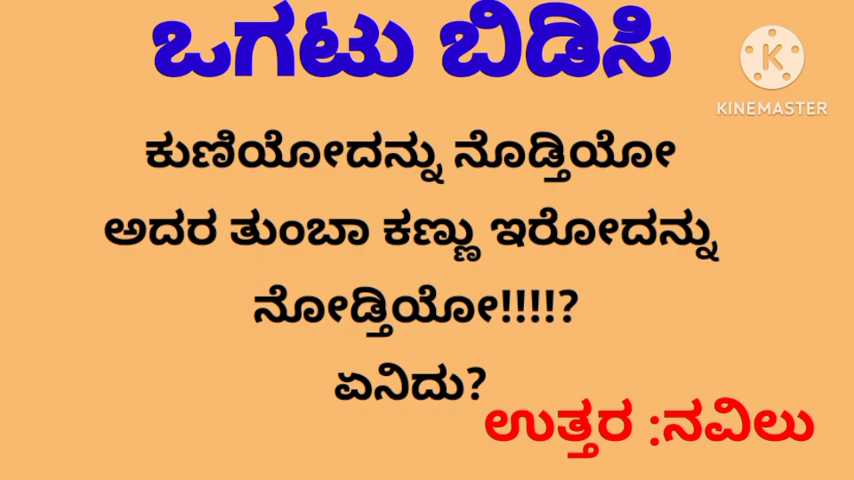 ಒಗಟು ಬಿಡಿಸಿ
KINEMASTER
ಕುಣಿಯೋದನ್ನು ನೊಡ್ತಿಯೋ
ಅದರ ತುಂಬಾ ಕಣ್ಣು ಇರೋದನ್ನು
ನೋಡ್ತಿಯೋ!!!!?
ಏನಿದು?
ಉತ್ತರ :ನವಿಲು